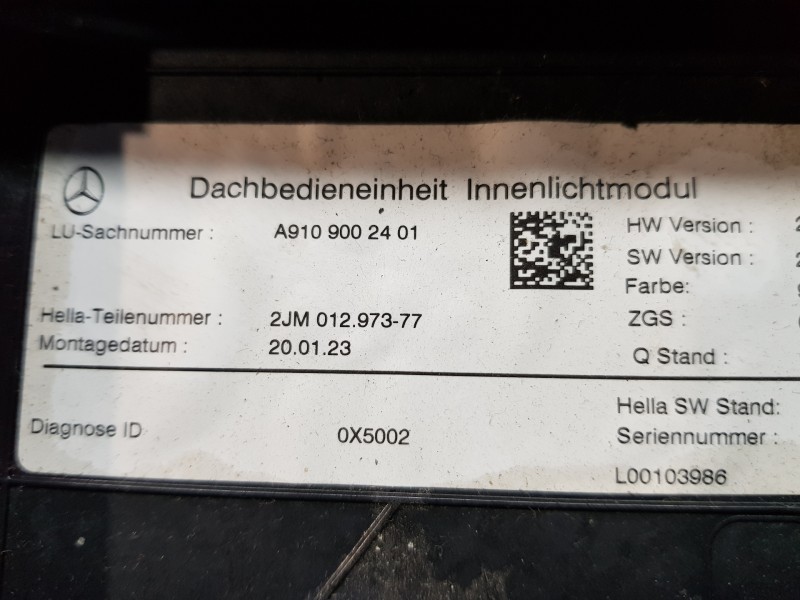 Dachbedieneinheit Innenlichtmodul
LU-Sachnummer : A910 900 24 01
HW Version :
SW Version :
Farbe:
Hella-Teilenummer : 2JM 012.973-77
ZGS :
Montagedatum : 20.01.23
Q Stand :
Hella SW Stand:
Diagnose ID 0X5002
Seriennummer :
L00103986